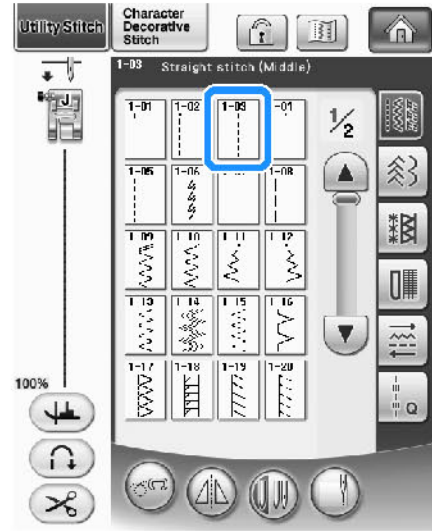 Utility Stitch
Character
Decorative
Stitch
1-03 Straight stitch (Middle)
J
1-01 1-02 1-03 1-04
1/2
1-05 1-06 1-08
1-09 1-10 1-11 1-12
1-13 1-14 1-15 1-16
1-17 1-18 1-19 1-20
100%
Q